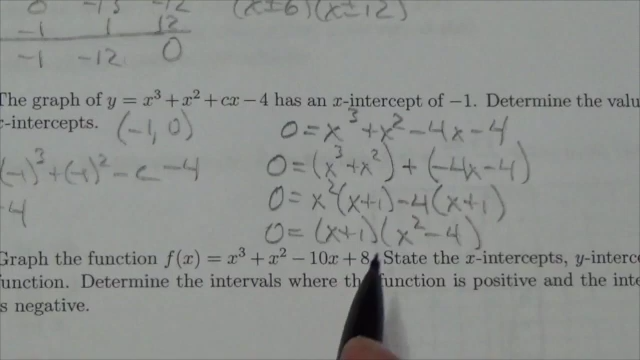 0 -13 -12
(x±6)(x±12)
-1 1 12
-1 -12 0
The graph of y = x³ + x² + cx − 4 has an x-intercept of −1. Determine the valu
x-intercepts. (-1, 0)
0 = x³ + x² - 4x - 4
(-1)³ + (-1)² - c - 4
0 = (x³ + x²) + (-4x - 4)
0 = x²(x+1) - 4(x+1)
-4
0 = (x+1)(x² - 4)
Graph the function f(x) = x³ + x² − 10x + 8. State the x-intercepts, y-interce
function. Determine the intervals where the function is positive and the inte
is negative.